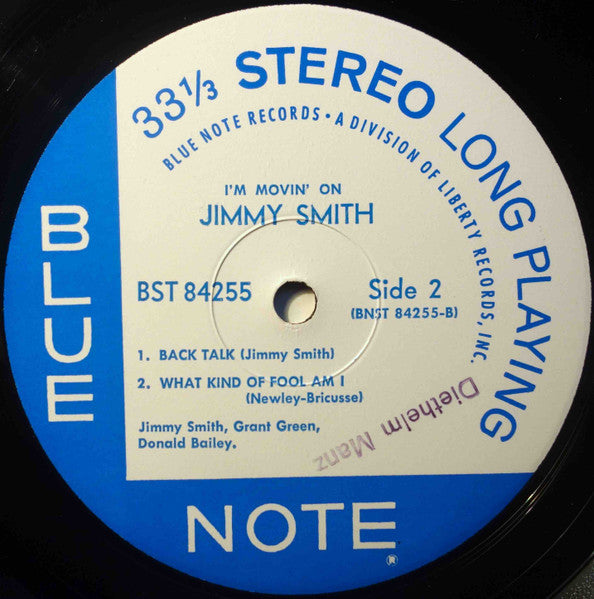 33⅓ STEREO LONG PLAYING
BLUE NOTE RECORDS • A DIVISION OF LIBERTY RECORDS, INC.
I'M MOVIN' ON
JIMMY SMITH
BST 84255
Side 2
(BNST 84255-B)
1. BACK TALK (Jimmy Smith)
2. WHAT KIND OF FOOL AM I
(Newley-Bricusse)
Jimmy Smith, Grant Green,
Donald Bailey.
Diethelm Manz
BLUE
NOTE®